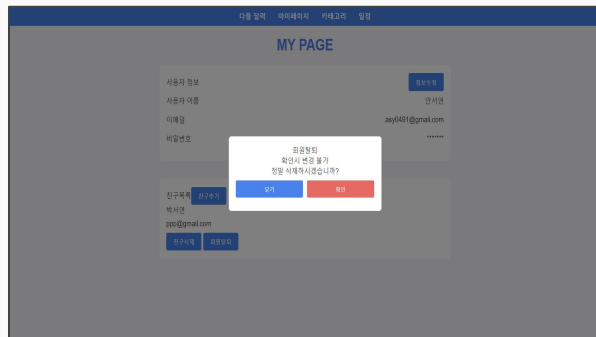 다플 달력 마이페이지 카테고리 일정
MY PAGE
사용자 정보 정보수정
사용자 이름 안서연
이메일 asy0491@gmail.com
비밀번호 *******
회원탈퇴
확인시 변경 불가
정말 삭제하시겠습니까?
닫기 확인
친구목록 친구추가
박서연
ppp@gmail.com
친구삭제 회원탈퇴